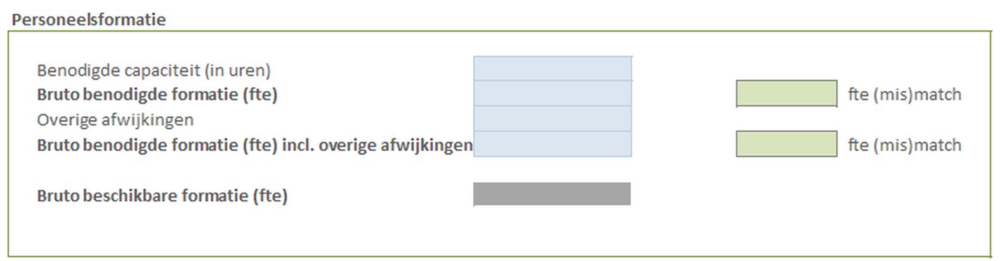 Personeelsformatie
Benodigde capaciteit (in uren)
Bruto benodigde formatie (fte) fte (mis)match
Overige afwijkingen
Bruto benodigde formatie (fte) incl. overige afwijkingen fte (mis)match
Bruto beschikbare formatie (fte)